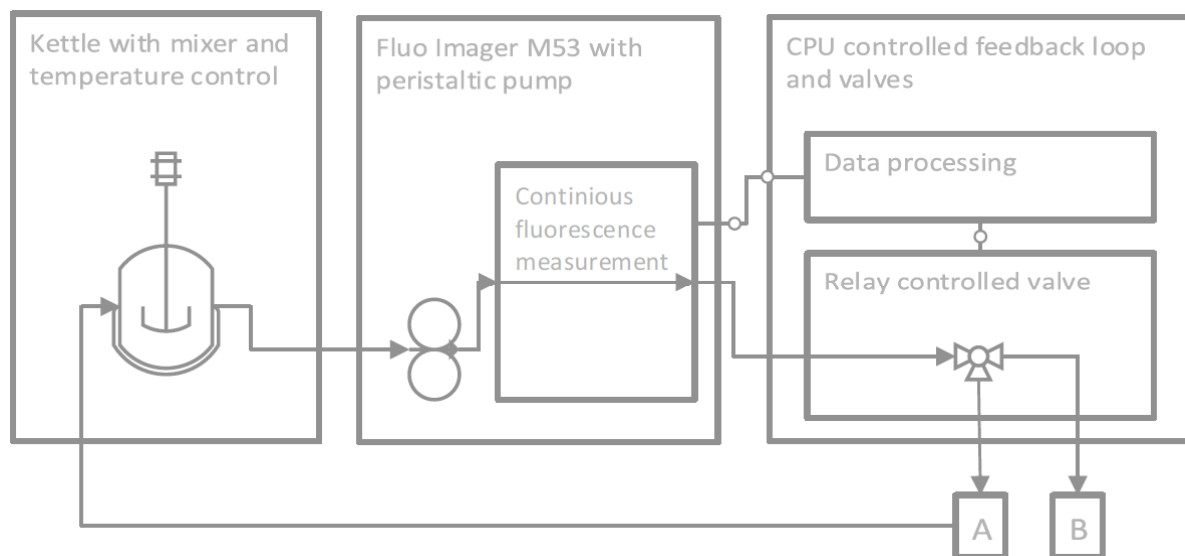 Kettle with mixer and
temperature control
Fluo Imager M53 with
peristaltic pump
Continious
fluorescence
measurement
CPU controlled feedback loop
and valves
Data processing
Relay controlled valve
A
B